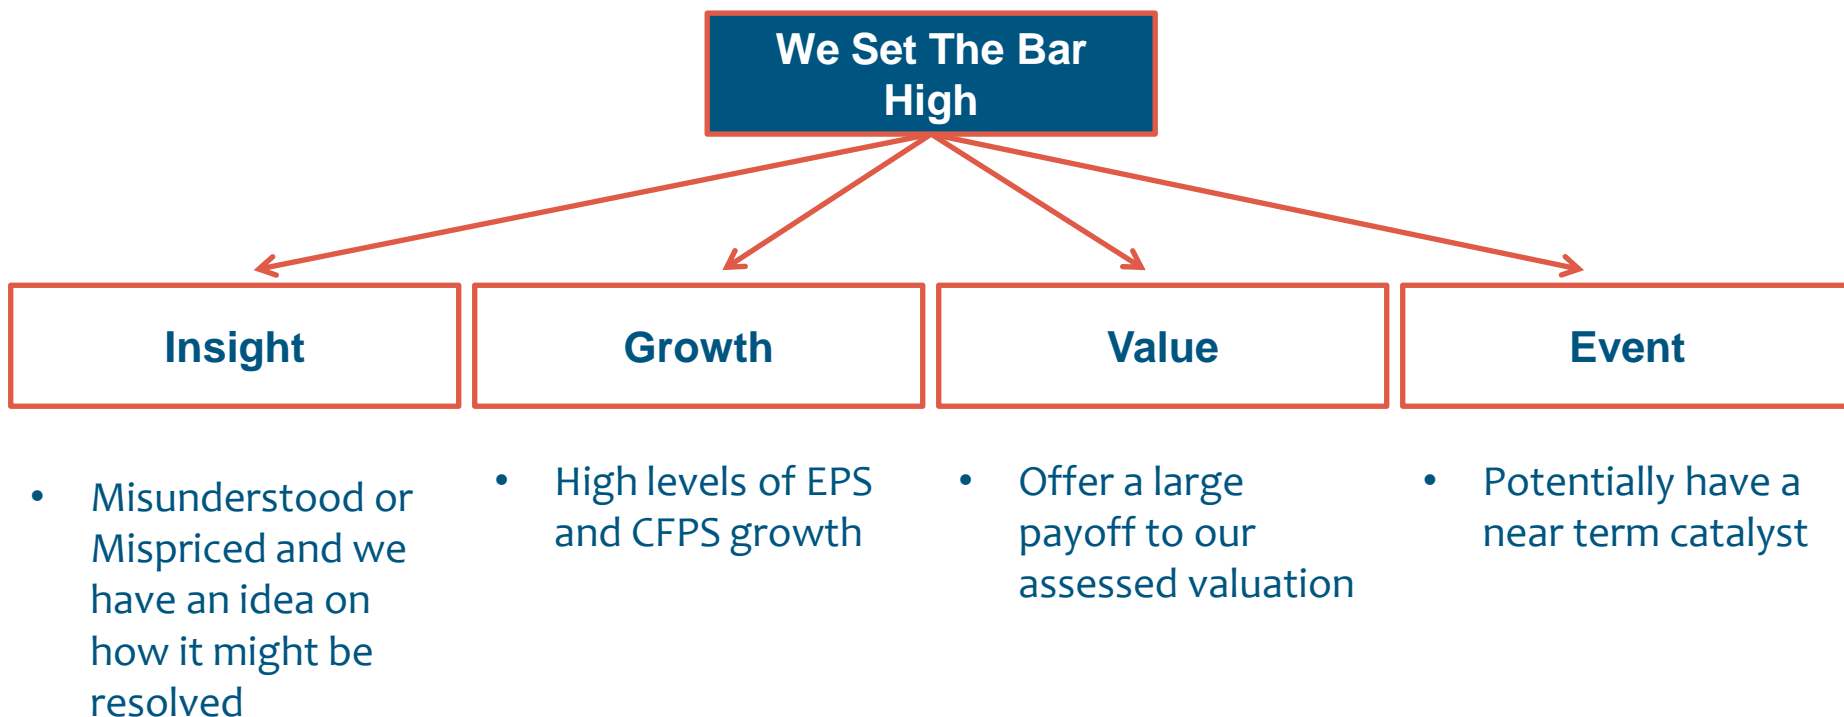 We Set The Bar
High
Insight
Growth
Value
Event
• Misunderstood or
Mispriced and we
have an idea on
how it might be
resolved
• High levels of EPS
and CFPS growth
• Offer a large
payoff to our
assessed valuation
• Potentially have a
near term catalyst